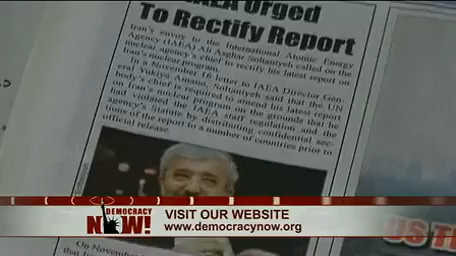 IAEA Urged
To Rectify Report
Iran's envoy to the International Atomic Energy
Agency (IAEA) Ali Asghar Soltaniyeh called on the
nuclear agency's chief to rectify his latest report on
Iran's nuclear program.
In a November 16 letter to IAEA Director Gen-
eral Yukiya Amano, Soltaniyeh said that the UN
body's chief is required to amend his latest report
on Iran's nuclear program on the grounds that he
had violated the IAEA staff regulation and the
agency's Statute by distributing confidential sec-
tions of the report to a number of countries prior to
official release.
DEMOCRACY
NOW!
VISIT OUR WEBSITE
www.democracynow.org
US T
On November